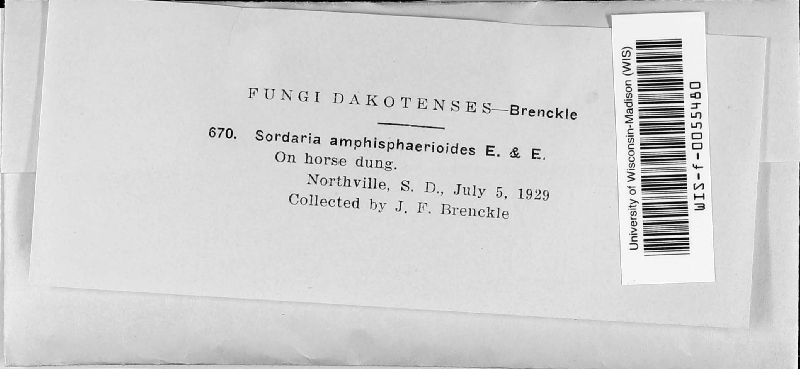 FUNGI DAKOTENSES—Brenckle
670. Sordaria amphisphaerioides E. & E.
On horse dung.
Northville, S. D., July 5, 1929
Collected by J. F. Brenckle
University of Wisconsin-Madison (WIS)
WIS-f-0055480